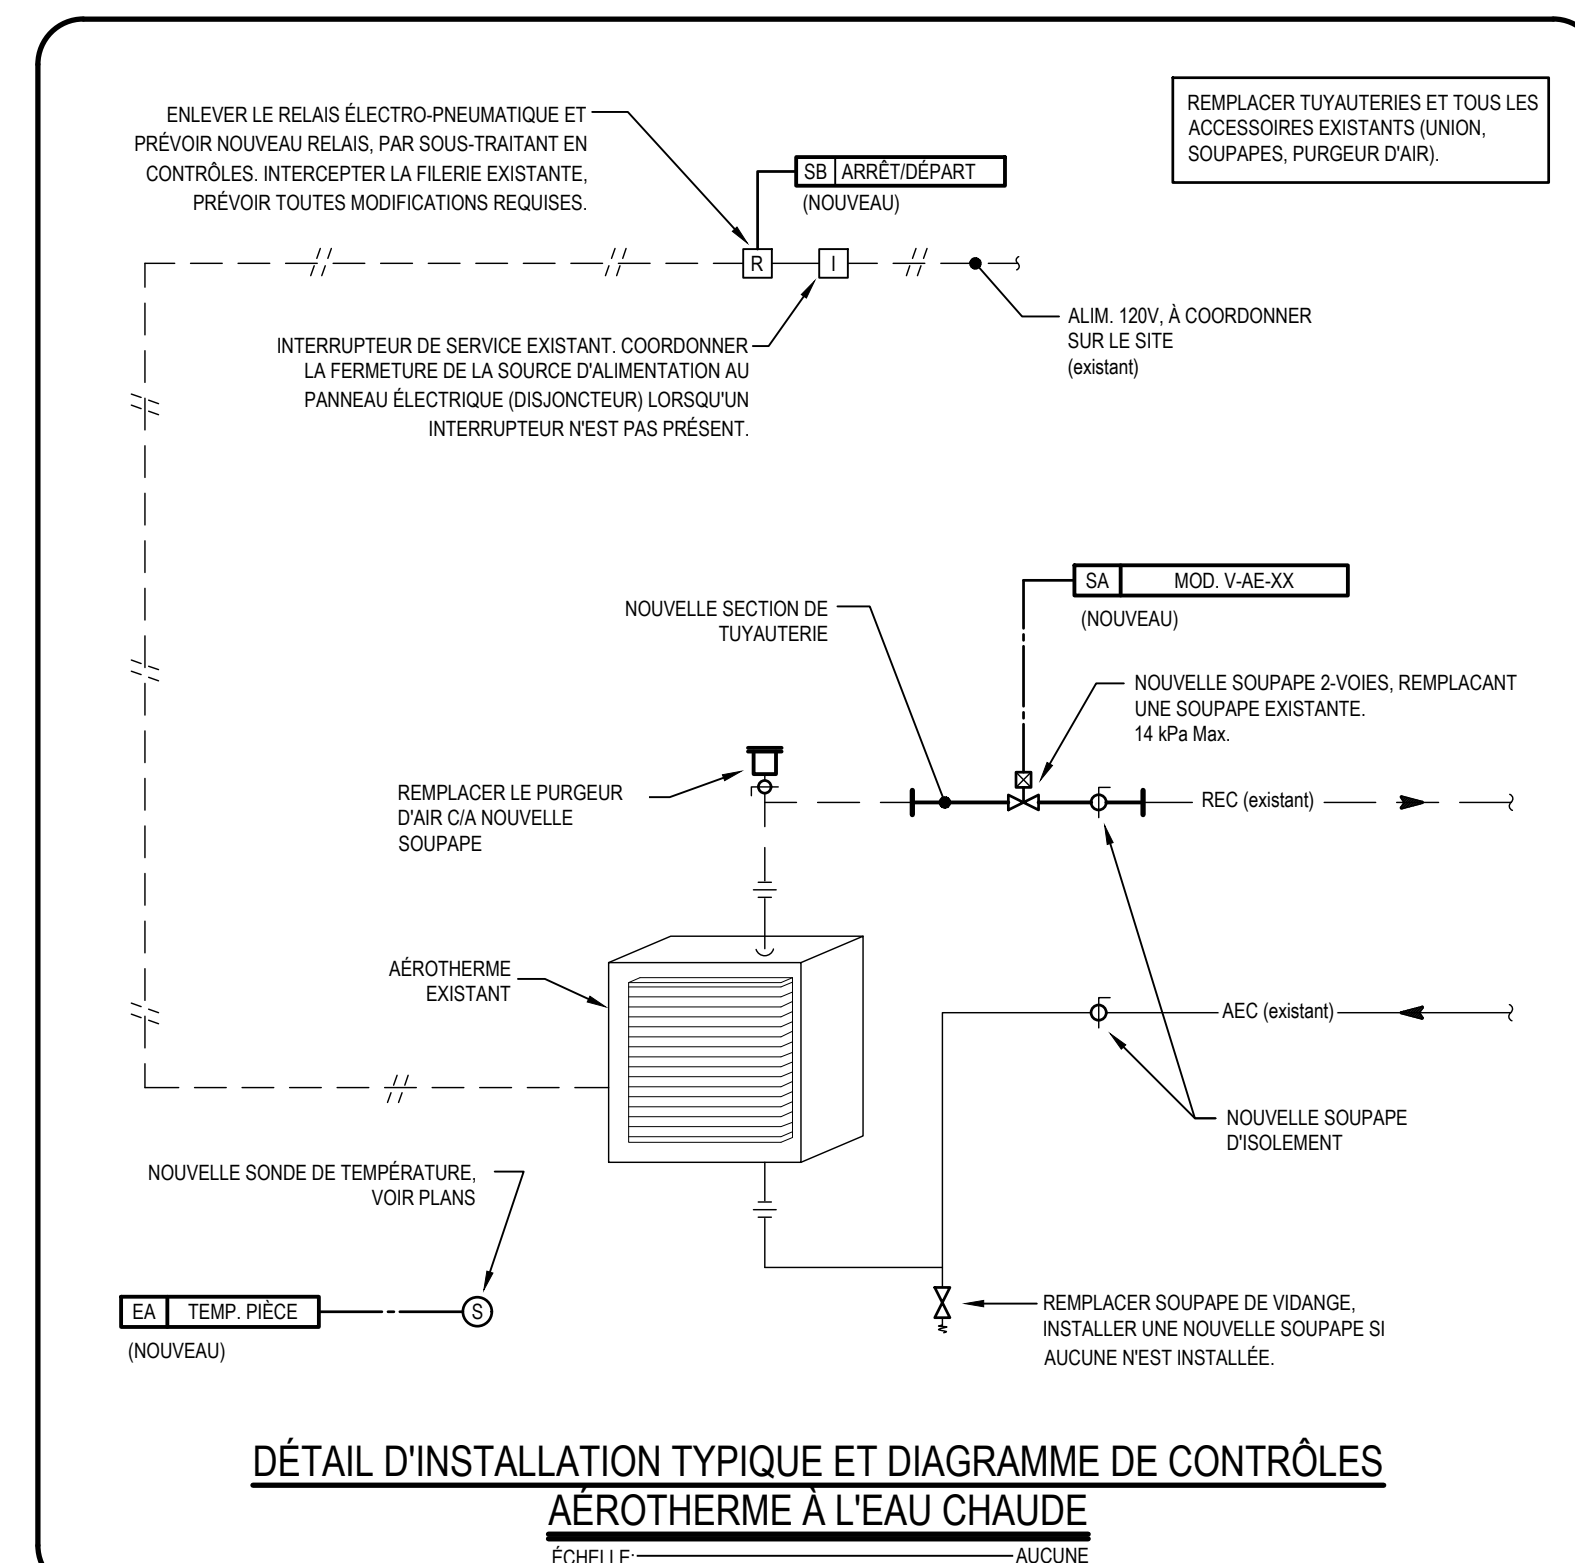 ENLEVER LE RELAIS ÉLECTRO-PNEUMATIQUE ET
PRÉVOIR NOUVEAU RELAIS, PAR SOUS-TRAITANT EN
CONTRÔLES. INTERCEPTER LA FILERIE EXISTANTE,
PRÉVOIR TOUTES MODIFICATIONS REQUISES.
REMPLACER TUYAUTERIES ET TOUS LES
ACCESSOIRES EXISTANTS (UNION,
SOUPAPES, PURGEUR D'AIR).
SB ARRÊT/DÉPART
(NOUVEAU)
R
I
ALIM. 120V, À COORDONNER
SUR LE SITE
(existant)
INTERRUPTEUR DE SERVICE EXISTANT. COORDONNER
LA FERMETURE DE LA SOURCE D'ALIMENTATION AU
PANNEAU ÉLECTRIQUE (DISJONCTEUR) LORSQU'UN
INTERRUPTEUR N'EST PAS PRÉSENT.
SA MOD. V-AE-XX
(NOUVEAU)
NOUVELLE SECTION DE
TUYAUTERIE
NOUVELLE SOUPAPE 2-VOIES, REMPLACANT
UNE SOUPAPE EXISTANTE.
14 kPa Max.
REMPLACER LE PURGEUR
D'AIR C/A NOUVELLE
SOUPAPE
REC (existant)
AÉROTHERME
EXISTANT
AEC (existant)
NOUVELLE SOUPAPE
D'ISOLEMENT
NOUVELLE SONDE DE TEMPÉRATURE,
VOIR PLANS
EA TEMP. PIÈCE
S
(NOUVEAU)
REMPLACER SOUPAPE DE VIDANGE,
INSTALLER UNE NOUVELLE SOUPAPE SI
AUCUNE N'EST INSTALLÉE.
DÉTAIL D'INSTALLATION TYPIQUE ET DIAGRAMME DE CONTRÔLES
AÉROTHERME À L'EAU CHAUDE
ÉCHELLE: AUCUNE